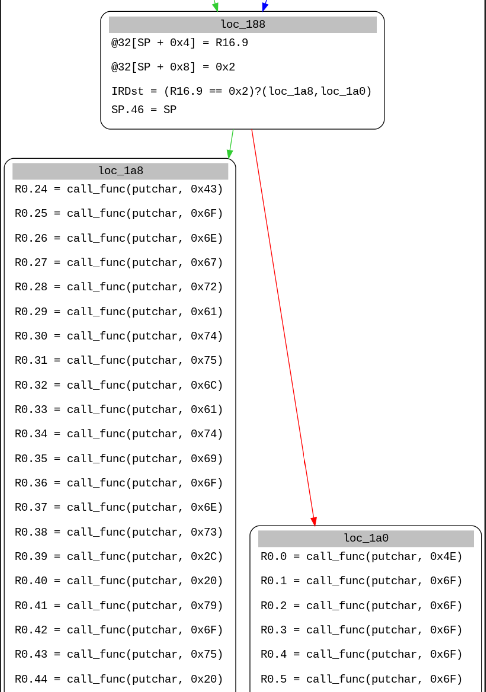 loc_188
@32[SP + 0x4] = R16.9
@32[SP + 0x8] = 0x2
IRDst = (R16.9 == 0x2)?(loc_1a8,loc_1a0)
SP.46 = SP
loc_1a8
R0.24 = call_func(putchar, 0x43)
R0.25 = call_func(putchar, 0x6F)
R0.26 = call_func(putchar, 0x6E)
R0.27 = call_func(putchar, 0x67)
R0.28 = call_func(putchar, 0x72)
R0.29 = call_func(putchar, 0x61)
R0.30 = call_func(putchar, 0x74)
R0.31 = call_func(putchar, 0x75)
R0.32 = call_func(putchar, 0x6C)
R0.33 = call_func(putchar, 0x61)
R0.34 = call_func(putchar, 0x74)
R0.35 = call_func(putchar, 0x69)
R0.36 = call_func(putchar, 0x6F)
R0.37 = call_func(putchar, 0x6E)
R0.38 = call_func(putchar, 0x73)
R0.39 = call_func(putchar, 0x2C)
R0.40 = call_func(putchar, 0x20)
R0.41 = call_func(putchar, 0x79)
R0.42 = call_func(putchar, 0x6F)
R0.43 = call_func(putchar, 0x75)
R0.44 = call_func(putchar, 0x20)
loc_1a0
R0.0 = call_func(putchar, 0x4E)
R0.1 = call_func(putchar, 0x6F)
R0.2 = call_func(putchar, 0x6F)
R0.3 = call_func(putchar, 0x6F)
R0.4 = call_func(putchar, 0x6F)
R0.5 = call_func(putchar, 0x6F)